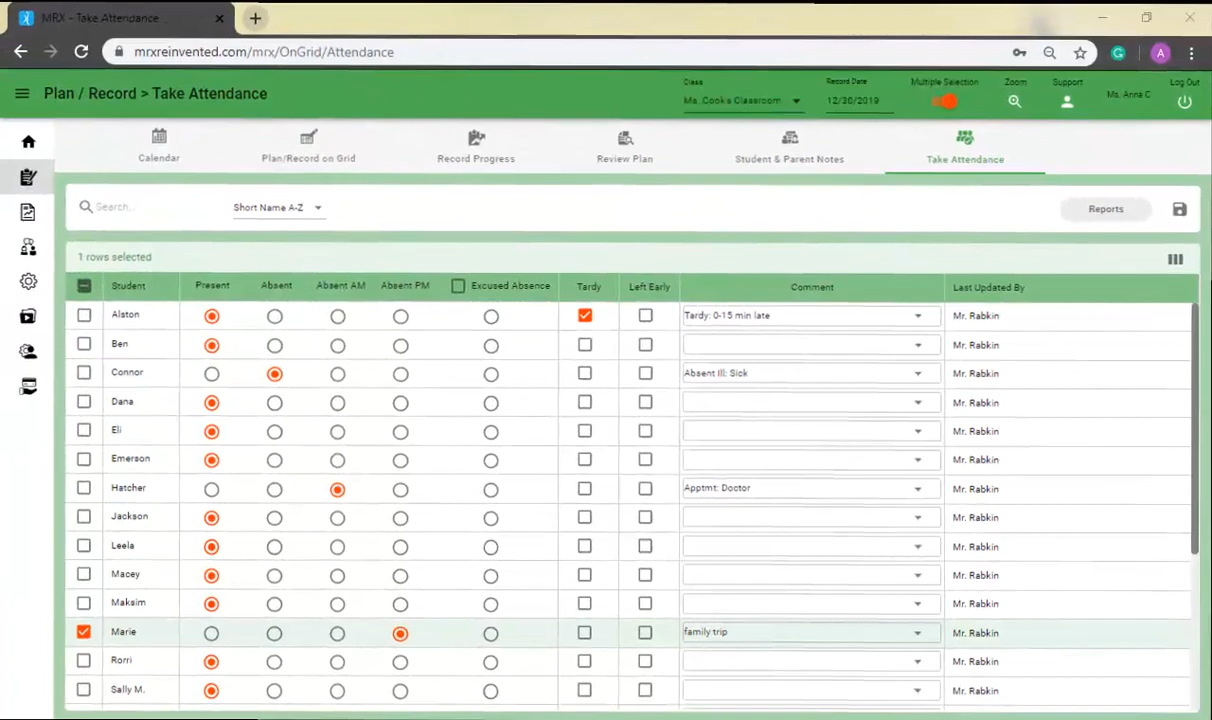 MRX - Take Attendance
mrxreinvented.com/mrx/OnGrid/Attendance
A
Plan / Record > Take Attendance
Class
Ms. Cook's Classroom
Record Date
12/30/2019
Multiple Selection
Zoom
Support
Ms. Anna C
Log Out
Calendar
Plan/Record on Grid
Record Progress
Review Plan
Student & Parent Notes
Take Attendance
Search...
Short Name A-Z
Reports
1 rows selected
Student Present Absent Absent AM Absent PM Excused Absence Tardy Left Early Comment Last Updated By
Alston Tardy: 0-15 min late Mr. Rabkin
Ben Mr. Rabkin
Connor Absent Ill: Sick Mr. Rabkin
Dana Mr. Rabkin
Eli Mr. Rabkin
Emerson Mr. Rabkin
Hatcher Apptmt: Doctor Mr. Rabkin
Jackson Mr. Rabkin
Leela Mr. Rabkin
Macey Mr. Rabkin
Maksim Mr. Rabkin
Marie family trip Mr. Rabkin
Rorri Mr. Rabkin
Sally M. Mr. Rabkin